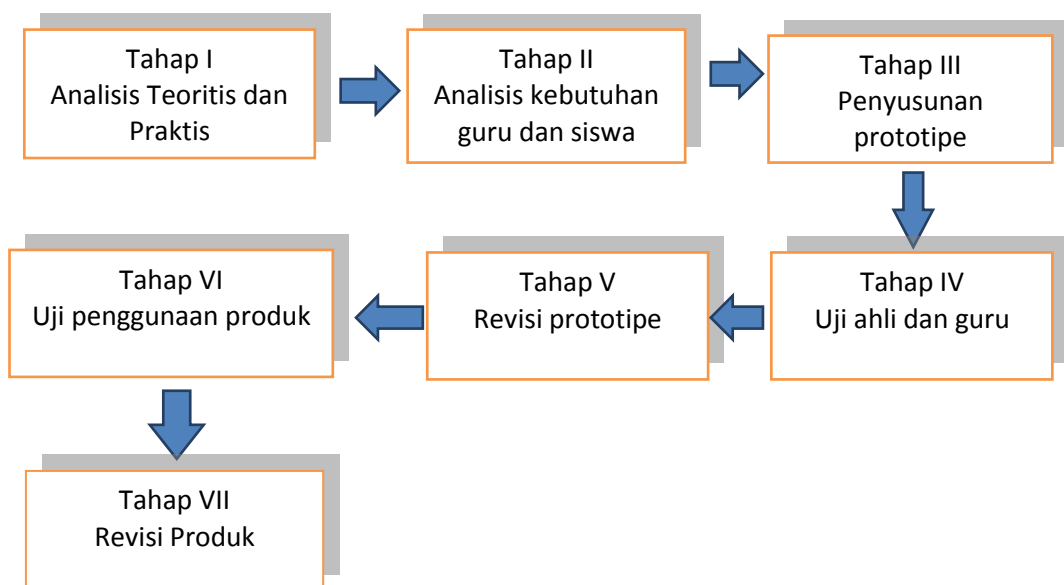 Tahap I
Analisis Teoritis dan
Praktis
Tahap II
Analisis kebutuhan
guru dan siswa
Tahap III
Penyusunan
prototipe
Tahap IV
Uji ahli dan guru
Tahap V
Revisi prototipe
Tahap VI
Uji penggunaan produk
Tahap VII
Revisi Produk